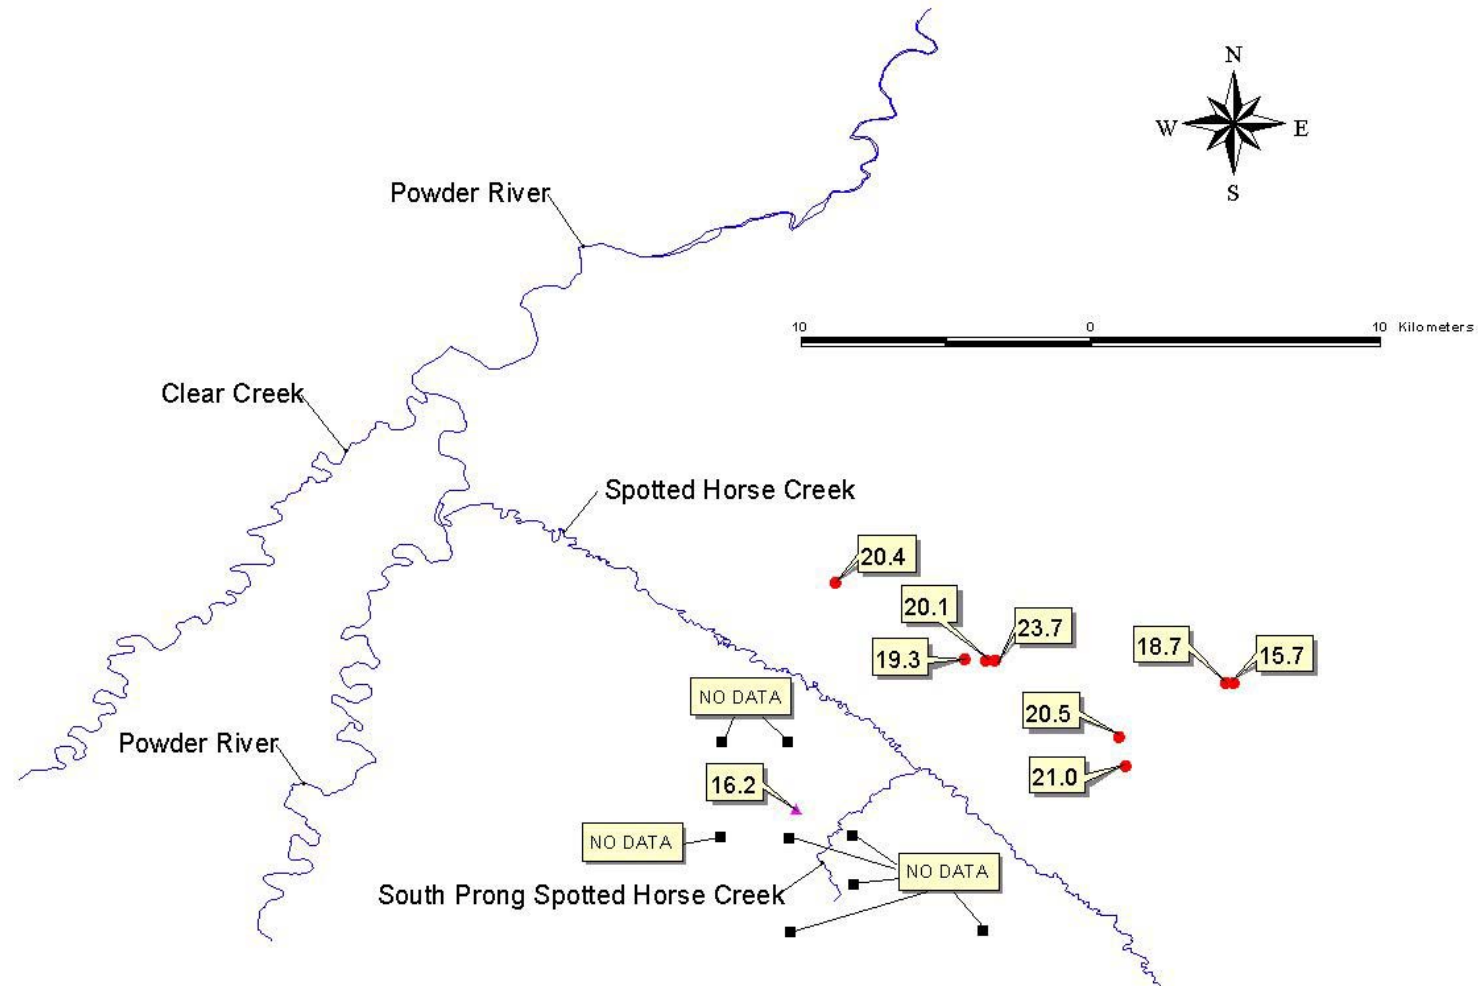 N
W E
S
Powder River
10 0 10 Kilometers
Clear Creek
Spotted Horse Creek
20.4
20.1
23.7
19.3
18.7
15.7
NO DATA
20.5
Powder River
21.0
16.2
NO DATA
NO DATA
South Prong Spotted Horse Creek